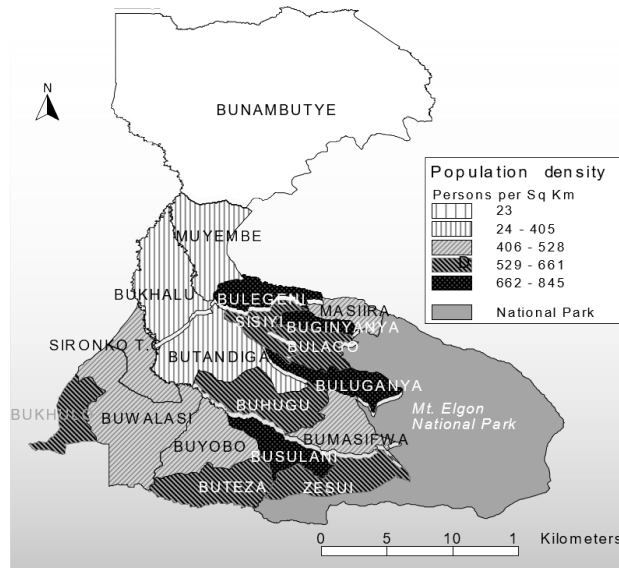 BUNAMBUTYE
N
Population density
Persons per Sq Km
23
24 - 405
406 - 528
529 - 661
D
662 - 845
National Park
MUYEMBE
BUKHALU
BULEGENI
MASIIRA
SISIYI
BUGINYANYA
SIRONKO T.C
BUTANDIGA
BULAGO
BULUGANYA
BUHUGU
Mt. Elgon
National Park
BUWALASI
BUYOBO
BUMASIFWA
BUSULANI
BUTEZA
ZESUI
0 5 10 1 Kilometers